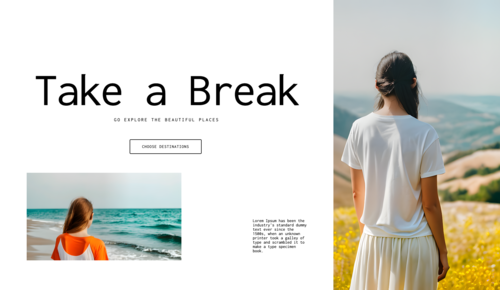 Take a Break
GO EXPLORE THE BEAUTIFUL PLACES
CHOOSE DESTINATIONS
Lorem Ipsum has been the
industry's standard dummy
text ever since the
1500s, when an unknown
printer took a galley of
type and scrambled it to
make a type specimen
book.